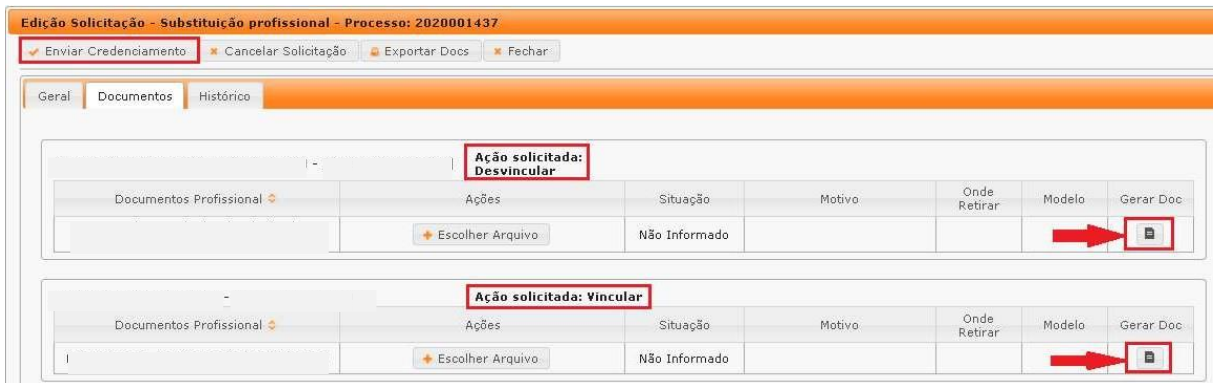 Edição Solicitação - Substituição profissional - Processo: 2020001437
Enviar Credenciamento Cancelar Solicitação Exportar Docs Fechar
Geral Documentos Histórico
- Ação solicitada:
Desvincular
Documentos Profissional Ações Situação Motivo Onde Retirar Modelo Gerar Doc
Escolher Arquivo Não Informado
- Ação solicitada: Vincular
Documentos Profissional Ações Situação Motivo Onde Retirar Modelo Gerar Doc
Escolher Arquivo Não Informado